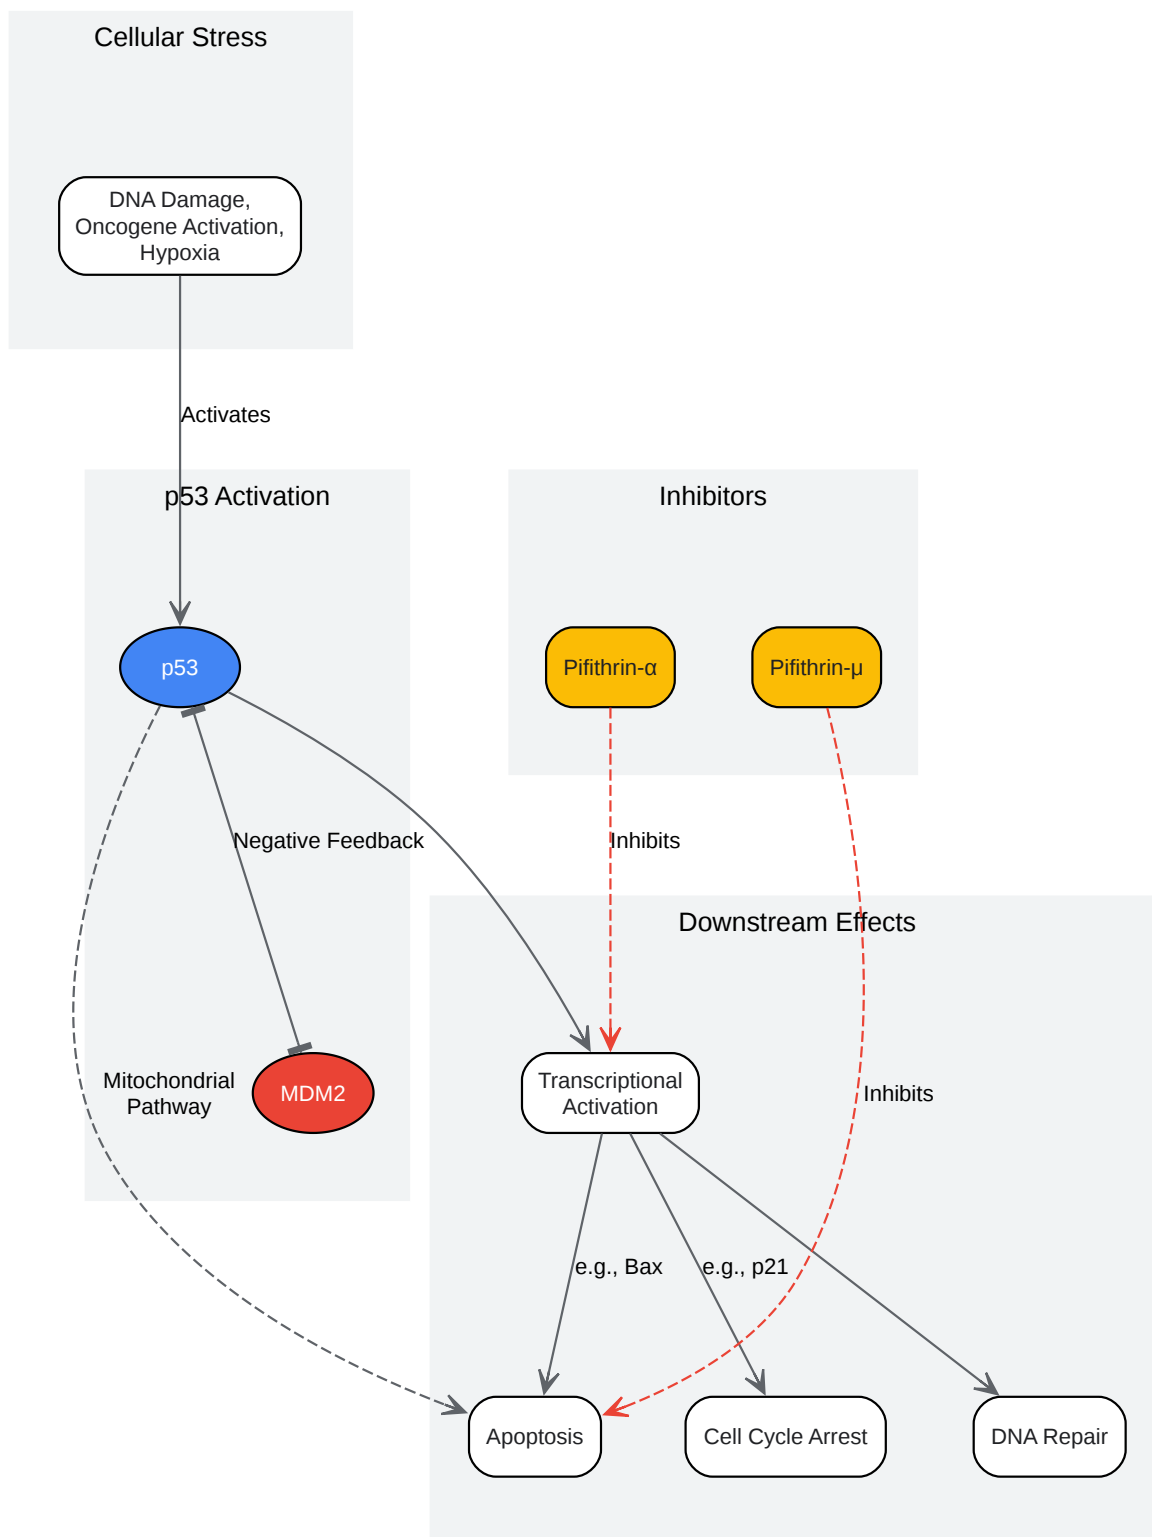 Cellular Stress
DNA Damage,
Oncogene Activation,
Hypoxia
Activates
p53 Activation
Inhibitors
p53
Pifithrin-α
Pifithrin-μ
Negative Feedback
Inhibits
Downstream Effects
Mitochondrial
Pathway
MDM2
Transcriptional
Activation
Inhibits
e.g., Bax
e.g., p21
Apoptosis
Cell Cycle Arrest
DNA Repair